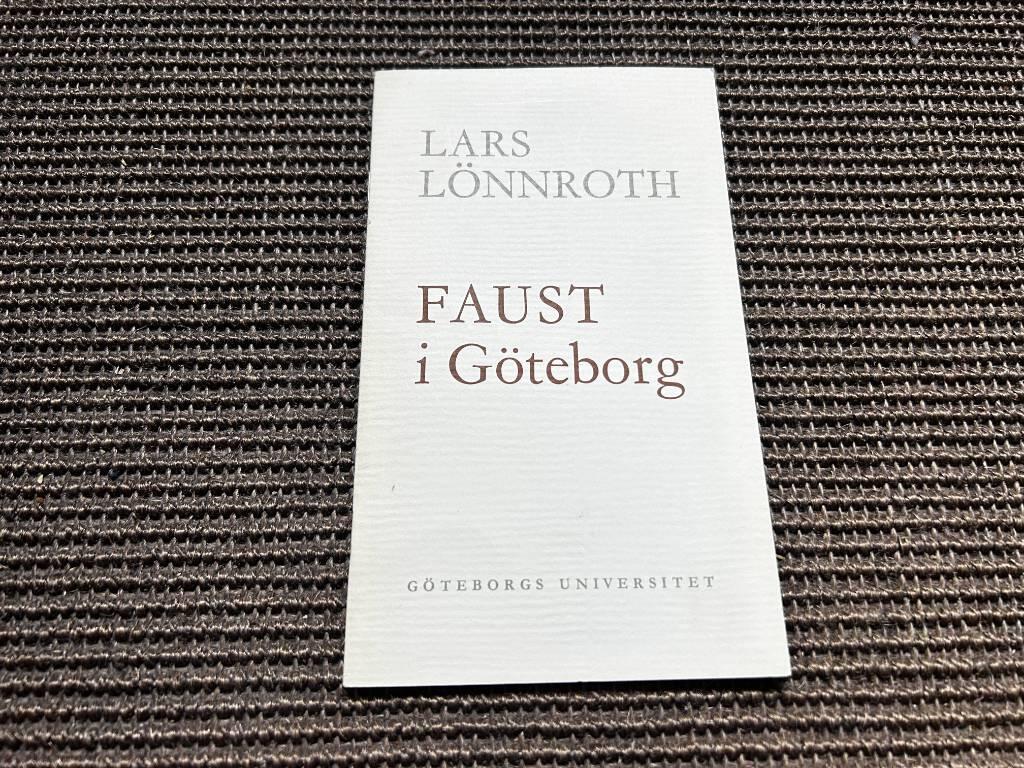 LARS
LÖNNROTH
FAUST
i Göteborg
GÖTEBORGS UNIVERSITET